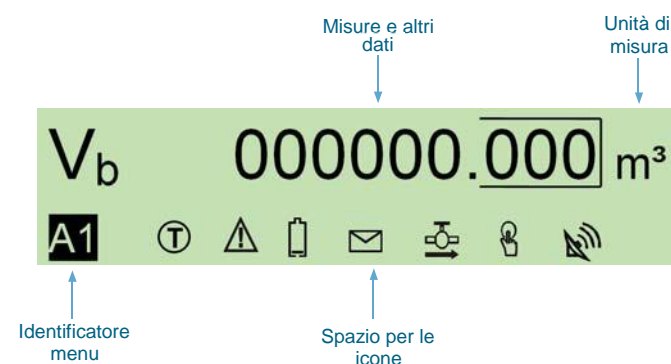 Misure e altri
dati
Unità di
misura
Vb 000000.000 m³
A1 T
Identificatore
menu
Spazio per le
icone